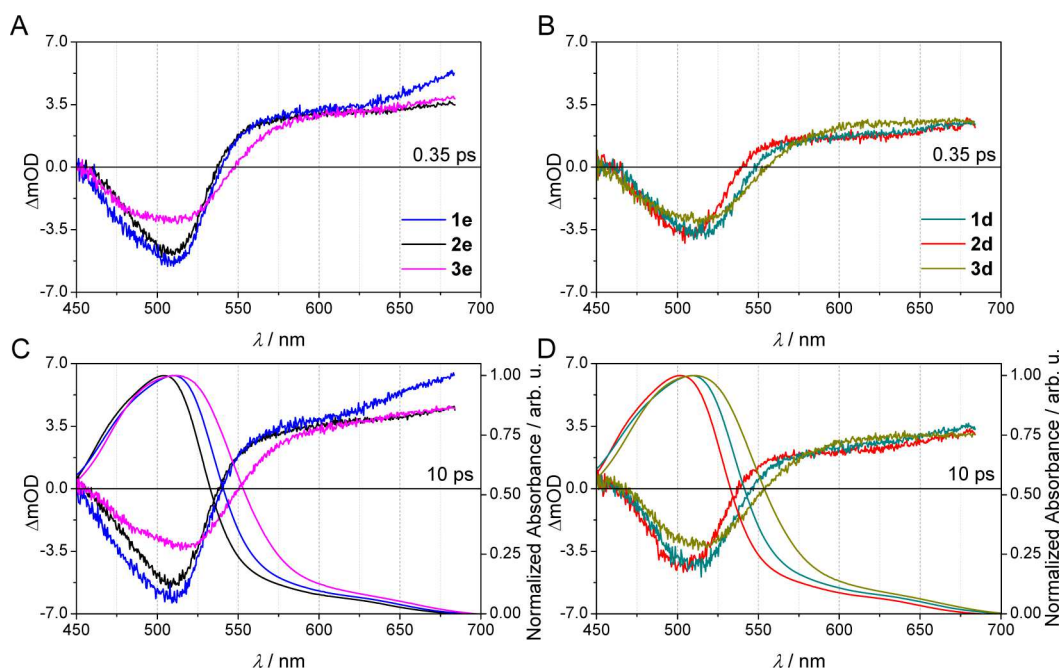 A
7.0
3.5
0.0
-3.5
-7.0
ΔmOD
0.35 ps
1e
2e
3e
450 500 550 600 650 700
λ / nm
B
7.0
3.5
0.0
-3.5
-7.0
ΔmOD
0.35 ps
1d
2d
3d
450 500 550 600 650 700
λ / nm
C
7.0
3.5
0.0
-3.5
-7.0
ΔmOD
10 ps
1.00
0.75
0.50
0.25
0.00
Normalized Absorbance / arb. u.
450 500 550 600 650 700
λ / nm
D
7.0
3.5
0.0
-3.5
-7.0
ΔmOD
10 ps
1.00
0.75
0.50
0.25
0.00
Normalized Absorbance / arb. u.
450 500 550 600 650 700
λ / nm